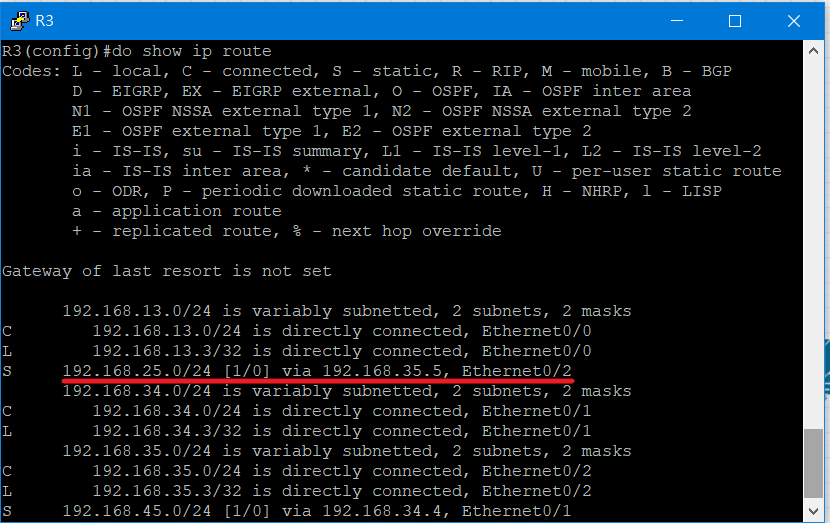 R3
R3(config)#do show ip route
Codes: L - local, C - connected, S - static, R - RIP, M - mobile, B - BGP
D - EIGRP, EX - EIGRP external, O - OSPF, IA - OSPF inter area
N1 - OSPF NSSA external type 1, N2 - OSPF NSSA external type 2
E1 - OSPF external type 1, E2 - OSPF external type 2
i - IS-IS, su - IS-IS summary, L1 - IS-IS level-1, L2 - IS-IS level-2
ia - IS-IS inter area, * - candidate default, U - per-user static route
o - ODR, P - periodic downloaded static route, H - NHRP, l - LISP
a - application route
+ - replicated route, % - next hop override
Gateway of last resort is not set
192.168.13.0/24 is variably subnetted, 2 subnets, 2 masks
C 192.168.13.0/24 is directly connected, Ethernet0/0
L 192.168.13.3/32 is directly connected, Ethernet0/0
S 192.168.25.0/24 [1/0] via 192.168.35.5, Ethernet0/2
192.168.34.0/24 is variably subnetted, 2 subnets, 2 masks
C 192.168.34.0/24 is directly connected, Ethernet0/1
L 192.168.34.3/32 is directly connected, Ethernet0/1
192.168.35.0/24 is variably subnetted, 2 subnets, 2 masks
C 192.168.35.0/24 is directly connected, Ethernet0/2
L 192.168.35.3/32 is directly connected, Ethernet0/2
S 192.168.45.0/24 [1/0] via 192.168.34.4, Ethernet0/1